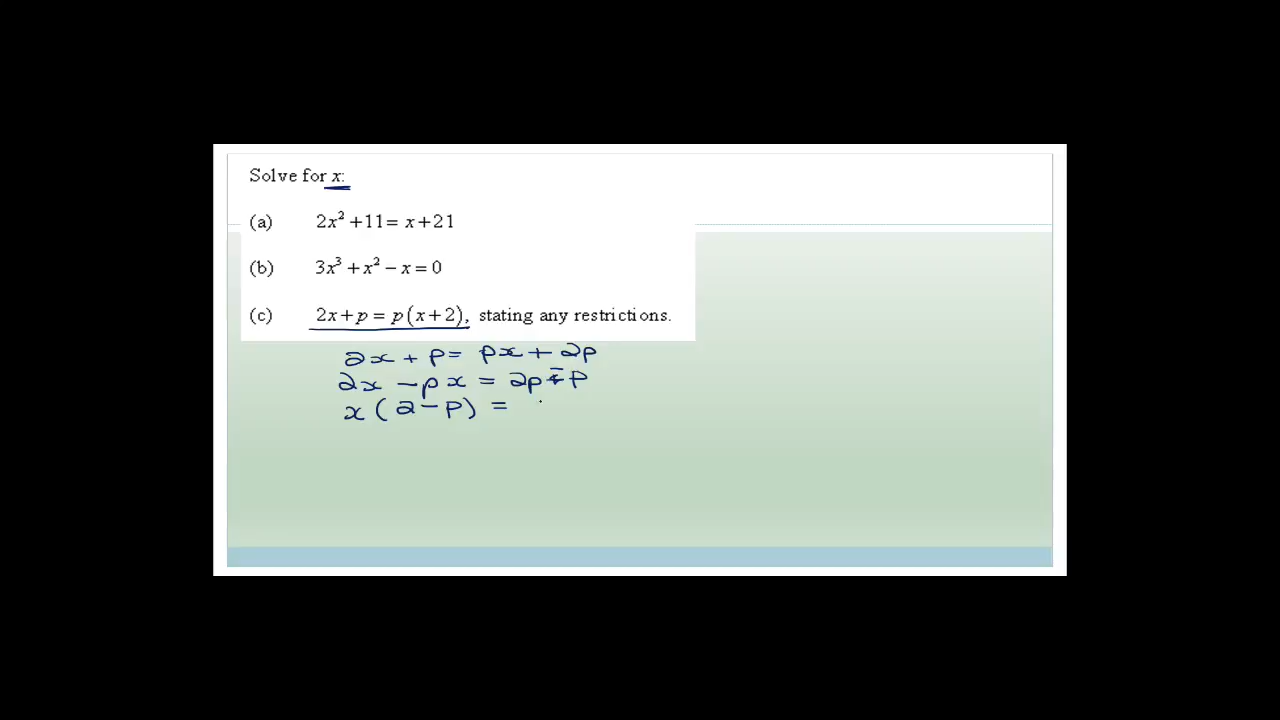 Solve for x:
(a) 2x² + 11 = x + 21
(b) 3x³ + x² − x = 0
(c) 2x + p = p(x + 2), stating any restrictions.
2x + p = px + 2p
2x − px = 2p − p
x(2 − p) =